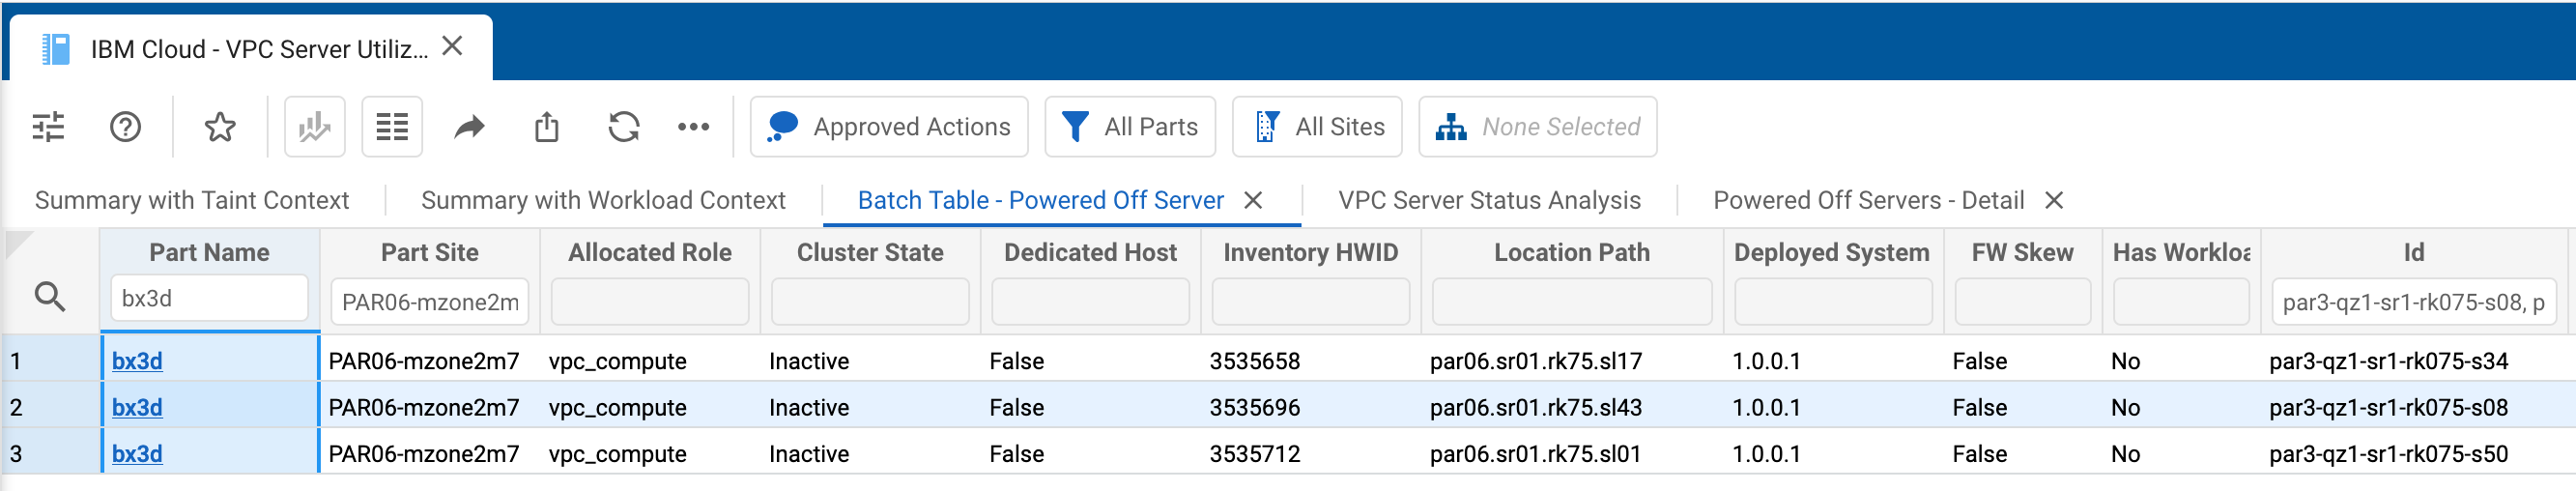 IBM Cloud - VPC Server Utiliz...
Approved Actions All Parts All Sites None Selected
Summary with Taint Context Summary with Workload Context Batch Table - Powered Off Server VPC Server Status Analysis Powered Off Servers - Detail
Part Name Part Site Allocated Role Cluster State Dedicated Host Inventory HWID Location Path Deployed System FW Skew Has Workloa Id
bx3d PAR06-mzone2m par3-qz1-sr1-rk075-s08, p
1 bx3d PAR06-mzone2m7 vpc_compute Inactive False 3535658 par06.sr01.rk75.sl17 1.0.0.1 False No par3-qz1-sr1-rk075-s34
2 bx3d PAR06-mzone2m7 vpc_compute Inactive False 3535696 par06.sr01.rk75.sl43 1.0.0.1 False No par3-qz1-sr1-rk075-s08
3 bx3d PAR06-mzone2m7 vpc_compute Inactive False 3535712 par06.sr01.rk75.sl01 1.0.0.1 False No par3-qz1-sr1-rk075-s50